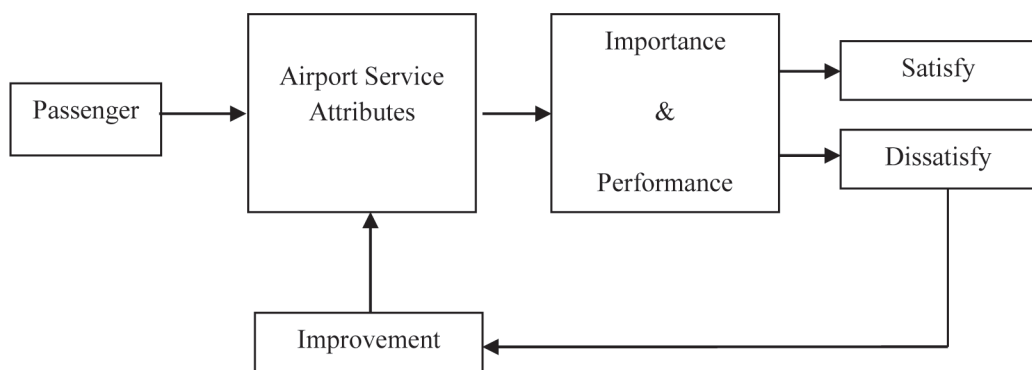 Passenger
Airport Service
Attributes
Importance
&
Performance
Satisfy
Dissatisfy
Improvement